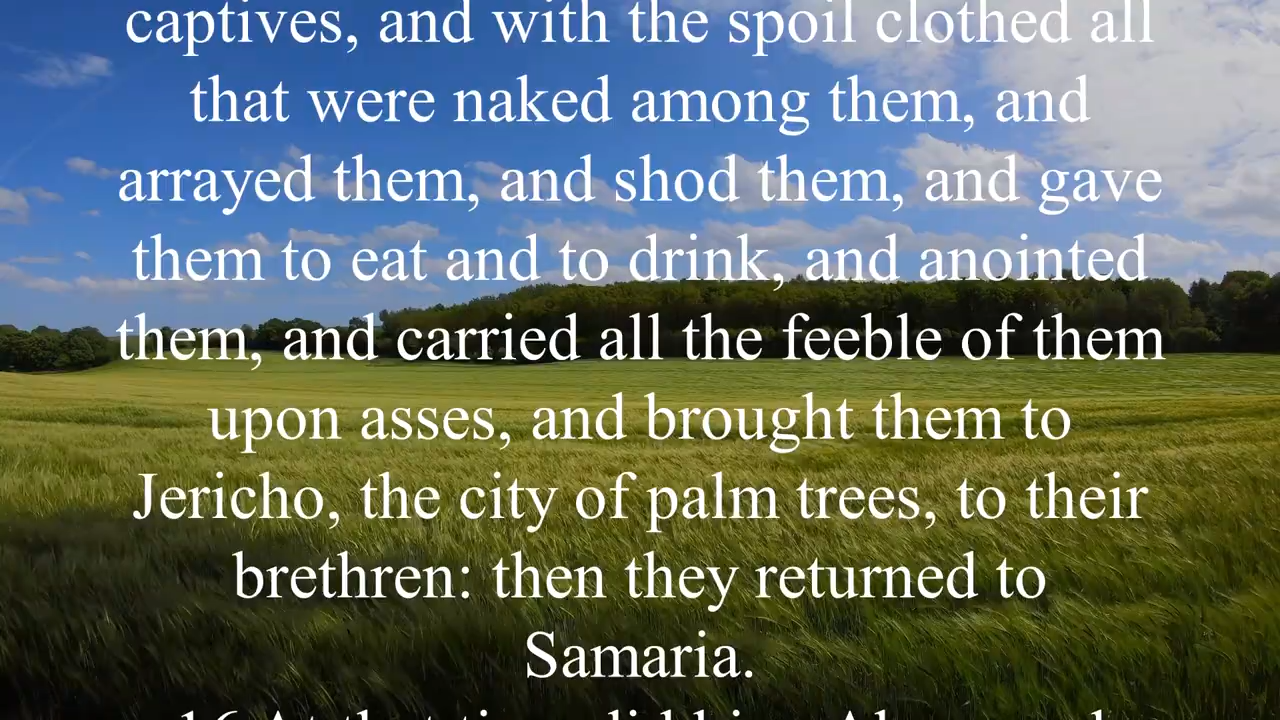 captives, and with the spoil clothed all
that were naked among them, and
arrayed them, and shod them, and gave
them to eat and to drink, and anointed
them, and carried all the feeble of them
upon asses, and brought them to
Jericho, the city of palm trees, to their
brethren: then they returned to
Samaria.
16 At that time did king Ahaz send